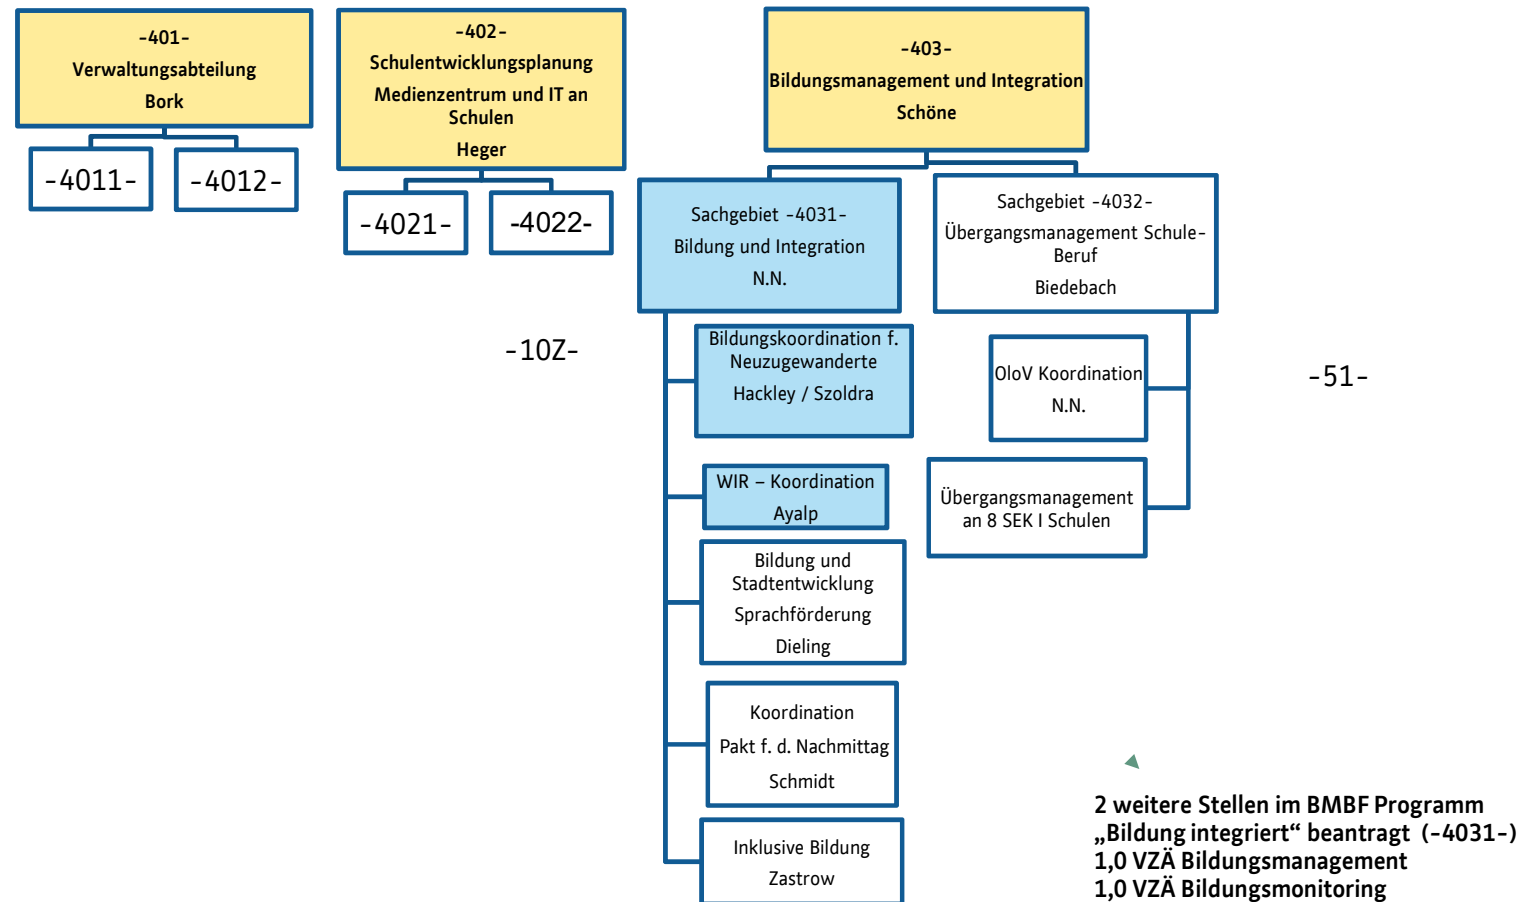 -401-
Verwaltungsabteilung
Bork
-4011-
-4012-
-402-
Schulentwicklungsplanung
Medienzentrum und IT an
Schulen
Heger
-4021-
-4022-
-403-
Bildungsmanagement und Integration
Schöne
Sachgebiet -4031-
Bildung und Integration
N.N.
Sachgebiet -4032-
Übergangsmanagement Schule-
Beruf
Biedebach
-10Z-
Bildungskoordination f.
Neuzugewanderte
Hackley / Szoldra
WIR – Koordination
Ayalp
Bildung und
Stadtentwicklung
Sprachförderung
Dieling
Koordination
Pakt f. d. Nachmittag
Schmidt
Inklusive Bildung
Zastrow
OloV Koordination
N.N.
Übergangsmanagement
an 8 SEK I Schulen
-51-
2 weitere Stellen im BMBF Programm
„Bildung integriert“ beantragt (-4031-)
1,0 VZÄ Bildungsmanagement
1,0 VZÄ Bildungsmonitoring